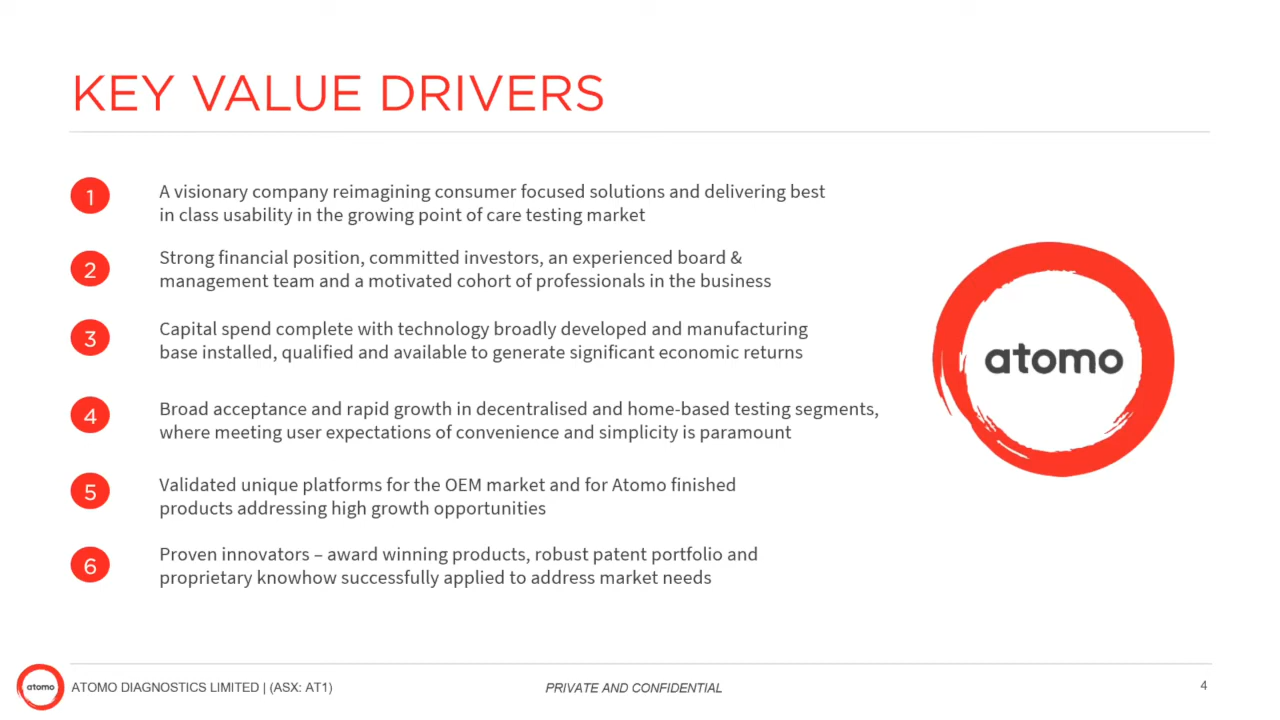 KEY VALUE DRIVERS
1
A visionary company reimagining consumer focused solutions and delivering best
in class usability in the growing point of care testing market
2
Strong financial position, committed investors, an experienced board &
management team and a motivated cohort of professionals in the business
3
Capital spend complete with technology broadly developed and manufacturing
base installed, qualified and available to generate significant economic returns
4
Broad acceptance and rapid growth in decentralised and home-based testing segments,
where meeting user expectations of convenience and simplicity is paramount
5
Validated unique platforms for the OEM market and for Atomo finished
products addressing high growth opportunities
6
Proven innovators – award winning products, robust patent portfolio and
proprietary knowhow successfully applied to address market needs
atomo
atomo
ATOMO DIAGNOSTICS LIMITED | (ASX: AT1)
PRIVATE AND CONFIDENTIAL
4